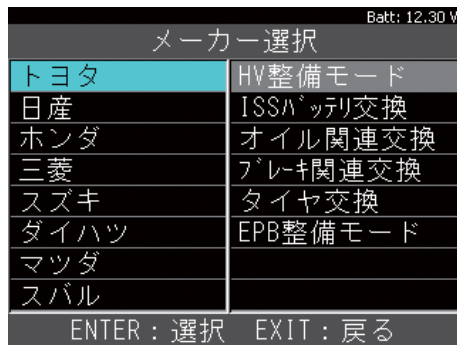 Batt: 12.30 V
メーカー選択
トヨタ
日産
ホンダ
三菱
スズキ
ダイハツ
マツダ
スバル
HV整備モード
ISSﾊﾞｯﾃﾘ交換
オイル関連交換
ﾌﾞﾚｰｷ関連交換
タイヤ交換
EPB整備モード
ENTER：選択 EXIT：戻る